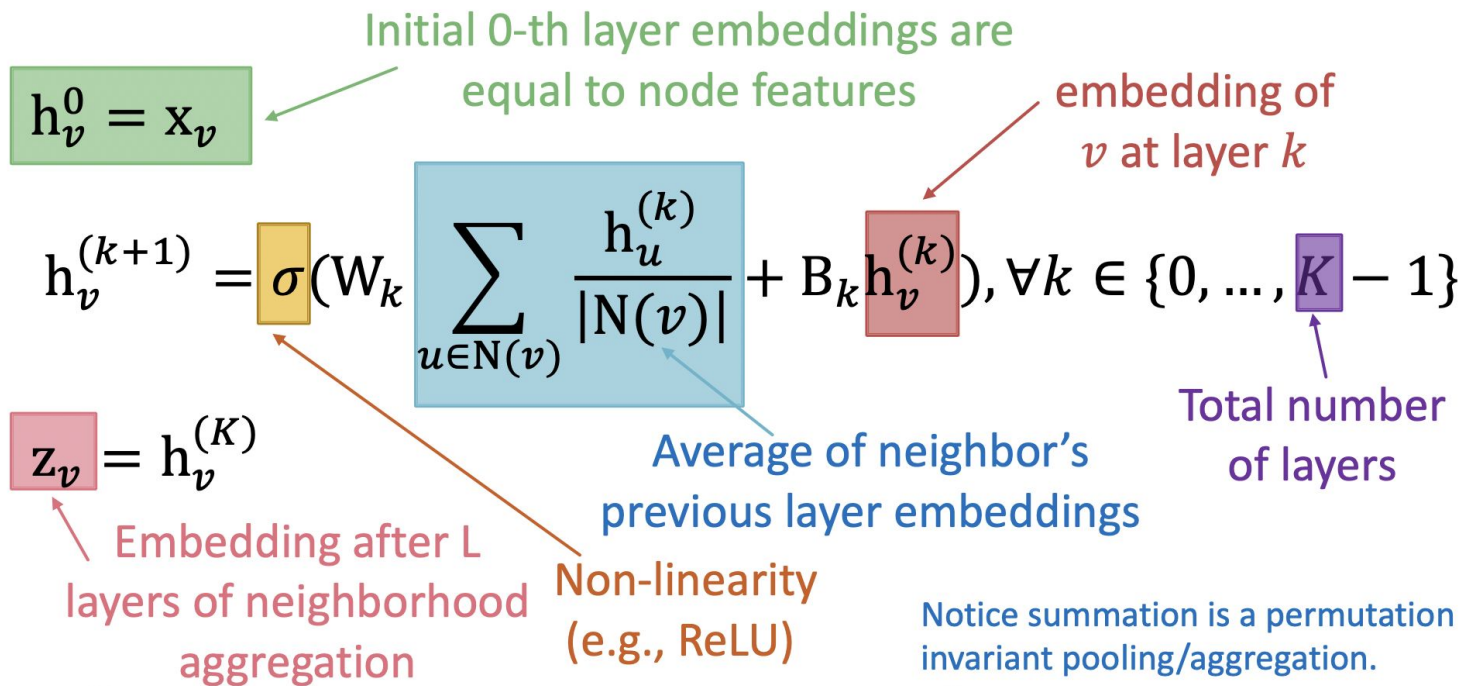 Initial 0-th layer embeddings are
equal to node features
h_v^0 = x_v
embedding of
v at layer k
h_v^{(k+1)} = σ(W_k ∑_{u∈N(v)} h_u^{(k)} / |N(v)| + B_k h_v^{(k)}), ∀k ∈ {0, …, K − 1}
Total number
of layers
z_v = h_v^{(K)}
Average of neighbor’s
previous layer embeddings
Embedding after L
layers of neighborhood
aggregation
Non-linearity
(e.g., ReLU)
Notice summation is a permutation
invariant pooling/aggregation.